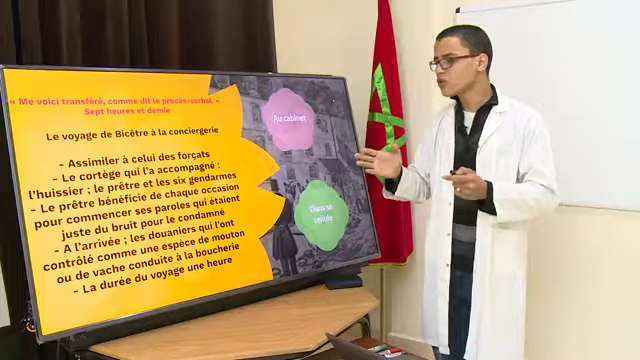 « Me voici transféré, comme dit le procès-verbal. »
Sept heures et demie
Le voyage de Bicêtre à la conciergerie
- Assimiler à celui des forçats
- Le cortège qui l'a accompagné :
l'huissier ; le prêtre et les six gendarmes
- Le prêtre bénéficie de chaque occasion
pour commencer ses paroles qui étaient
juste du bruit pour le condamné
- A l'arrivée ; les douaniers qui l'ont
contrôlé comme une espèce de mouton
ou de vache conduite à la boucherie
- La durée du voyage une heure
Au cabinet
Dans sa
cellule